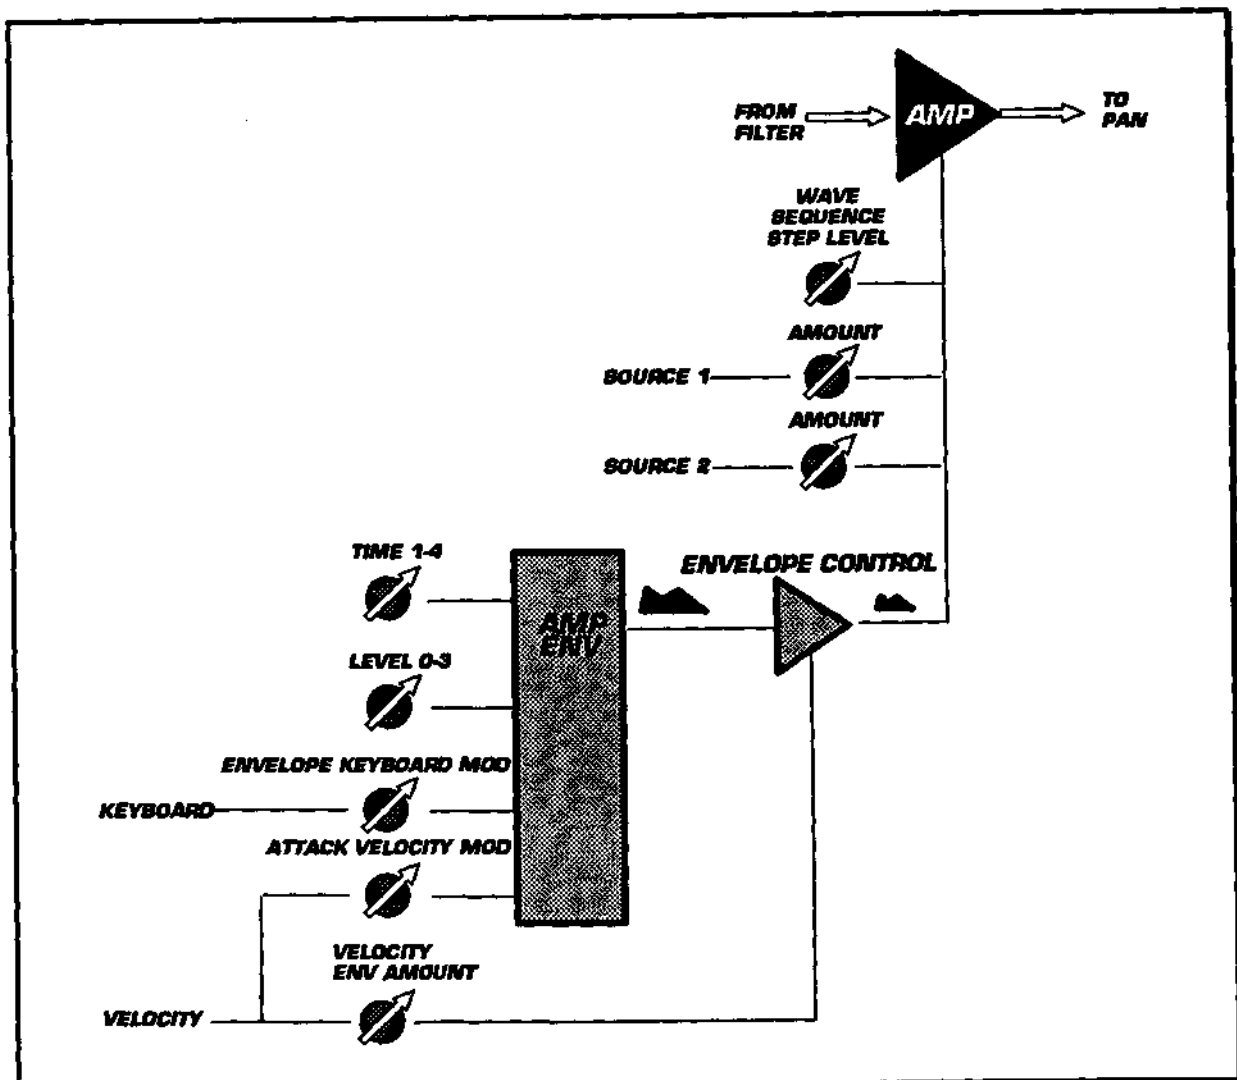 FROM
FILTER
AMP
TO
PAN
WAVE
SEQUENCE
STEP LEVEL
AMOUNT
SOURCE 1
AMOUNT
SOURCE 2
TIME 1-4
ENVELOPE CONTROL
AMP
ENV
LEVEL 0-3
ENVELOPE KEYBOARD MOD
KEYBOARD
ATTACK VELOCITY MOD
VELOCITY
ENV AMOUNT
VELOCITY